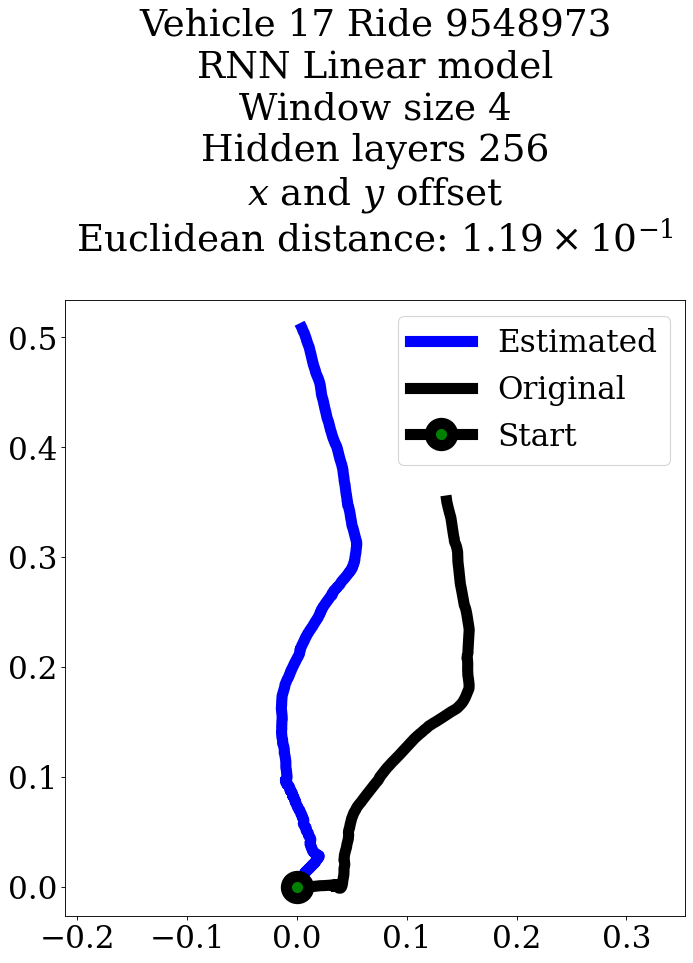 Vehicle 17 Ride 9548973
RNN Linear model
Window size 4
Hidden layers 256
x and y offset
Euclidean distance: 1.19 × 10⁻¹
Estimated
Original
Start
0.5
0.4
0.3
0.2
0.1
0.0
−0.2 −0.1 0.0 0.1 0.2 0.3